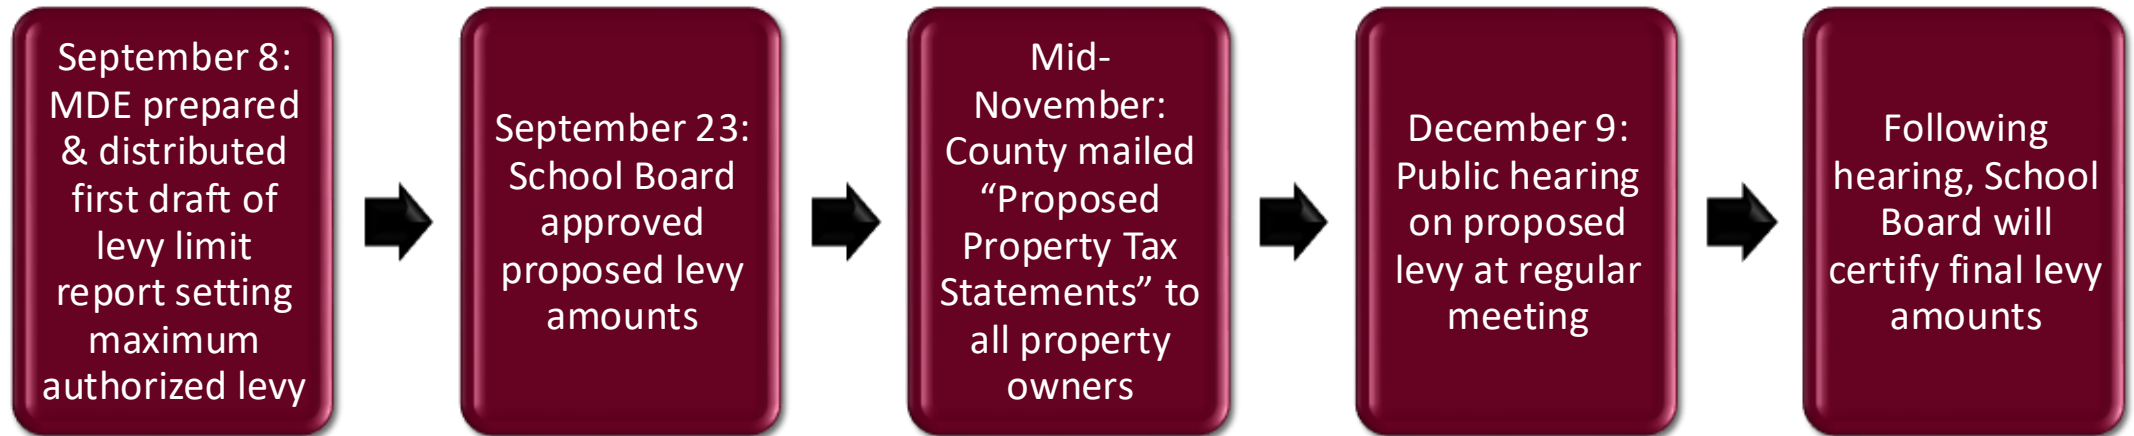 September 8:
MDE prepared
& distributed
first draft of
levy limit
report setting
maximum
authorized levy
September 23:
School Board
approved
proposed levy
amounts
Mid-
November:
County mailed
“Proposed
Property Tax
Statements” to
all property
owners
December 9:
Public hearing
on proposed
levy at regular
meeting
Following
hearing, School
Board will
certify final levy
amounts